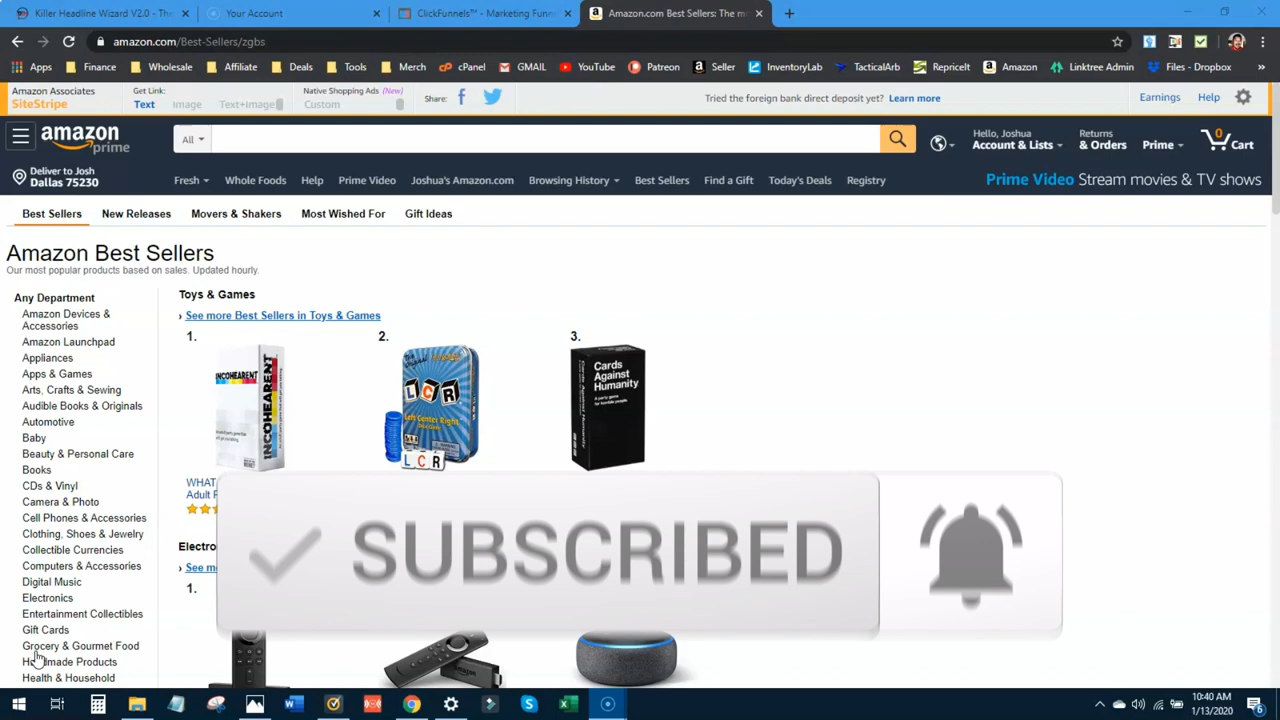 Killer Headline Wizard V2.0 - The
Your Account
ClickFunnels™ - Marketing Funn
Amazon.com Best Sellers: The m
amazon.com/Best-Sellers/zgbs
Apps Finance Wholesale Affiliate Deals Tools Merch cPanel GMAIL YouTube Patreon Seller InventoryLab TacticalArb RepriceIt Amazon Linktree Admin Files - Dropbox »
Amazon Associates
SiteStripe
Get Link:
Text Image Text+Image
Native Shopping Ads (New)
Custom
Share:
Tried the foreign bank direct deposit yet? Learn more
Earnings Help
amazon
prime
All
Hello, Joshua
Account & Lists
Returns
& Orders
Prime
0
Cart
Deliver to Josh
Dallas 75230
Fresh Whole Foods Help Prime Video Joshua's Amazon.com Browsing History Best Sellers Find a Gift Today's Deals Registry
Prime Video Stream movies & TV shows
Best Sellers New Releases Movers & Shakers Most Wished For Gift Ideas
Amazon Best Sellers
Our most popular products based on sales. Updated hourly.
Any Department
Amazon Devices &
Accessories
Amazon Launchpad
Appliances
Apps & Games
Arts, Crafts & Sewing
Audible Books & Originals
Automotive
Baby
Beauty & Personal Care
Books
CDs & Vinyl
Camera & Photo
Cell Phones & Accessories
Clothing, Shoes & Jewelry
Collectible Currencies
Computers & Accessories
Digital Music
Electronics
Entertainment Collectibles
Gift Cards
Grocery & Gourmet Food
Handmade Products
Health & Household
Toys & Games
› See more Best Sellers in Toys & Games
1.
INCOHEARENT
INCOHEARENT
2.
LCR
Left Center Right
L C R
3.
Cards
Against
Humanity
A party game
for horrible people.
WHAT
Adult
Electro
› See m
1.
SUBSCRIBED
10:40 AM
1/13/2020
6